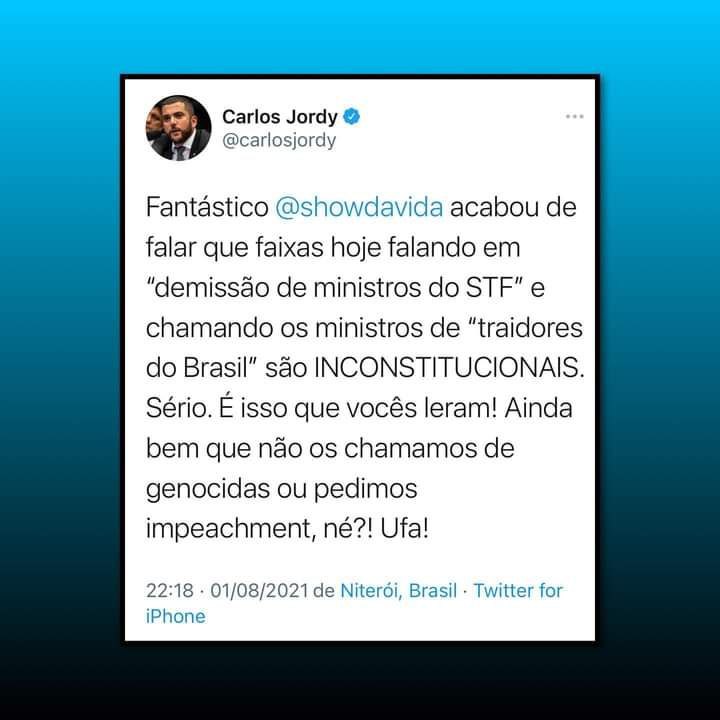 Carlos Jordy
@carlosjordy
Fantástico @showdavida acabou de
falar que faixas hoje falando em
“demissão de ministros do STF” e
chamando os ministros de “traidores
do Brasil” são INCONSTITUCIONAIS.
Sério. É isso que vocês leram! Ainda
bem que não os chamamos de
genocidas ou pedimos
impeachment, né?! Ufa!
22:18 · 01/08/2021 de Niterói, Brasil · Twitter for
iPhone